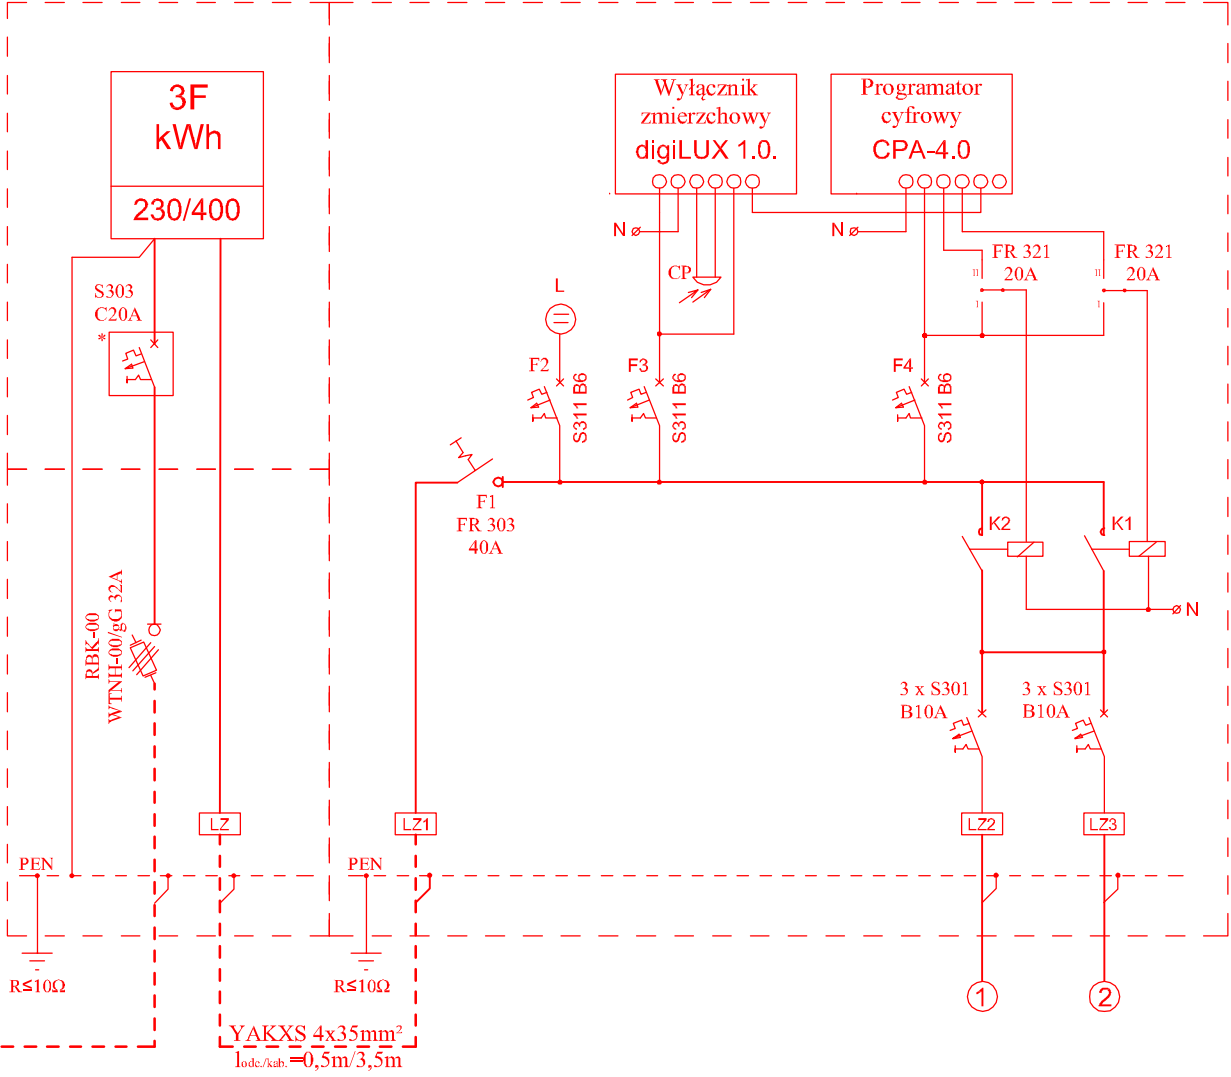 3F
kWh
230/400
Wyłącznik
zmierzchowy
digiLUX 1.0.
Programator
cyfrowy
CPA-4.0
N
N
CP
FR 321
20A
FR 321
20A
II
I
II
I
S303
C20A
*
L
F2
S311 B6
F3
S311 B6
F4
S311 B6
F1
FR 303
40A
K2
K1
N
RBK-00
WTNH-00/gG 32A
3 x S301
B10A
3 x S301
B10A
LZ
LZ1
LZ2
LZ3
PEN
PEN
R≤10Ω
R≤10Ω
1
2
YAKXS 4x35mm²
lodc./kab.=0,5m/3,5m